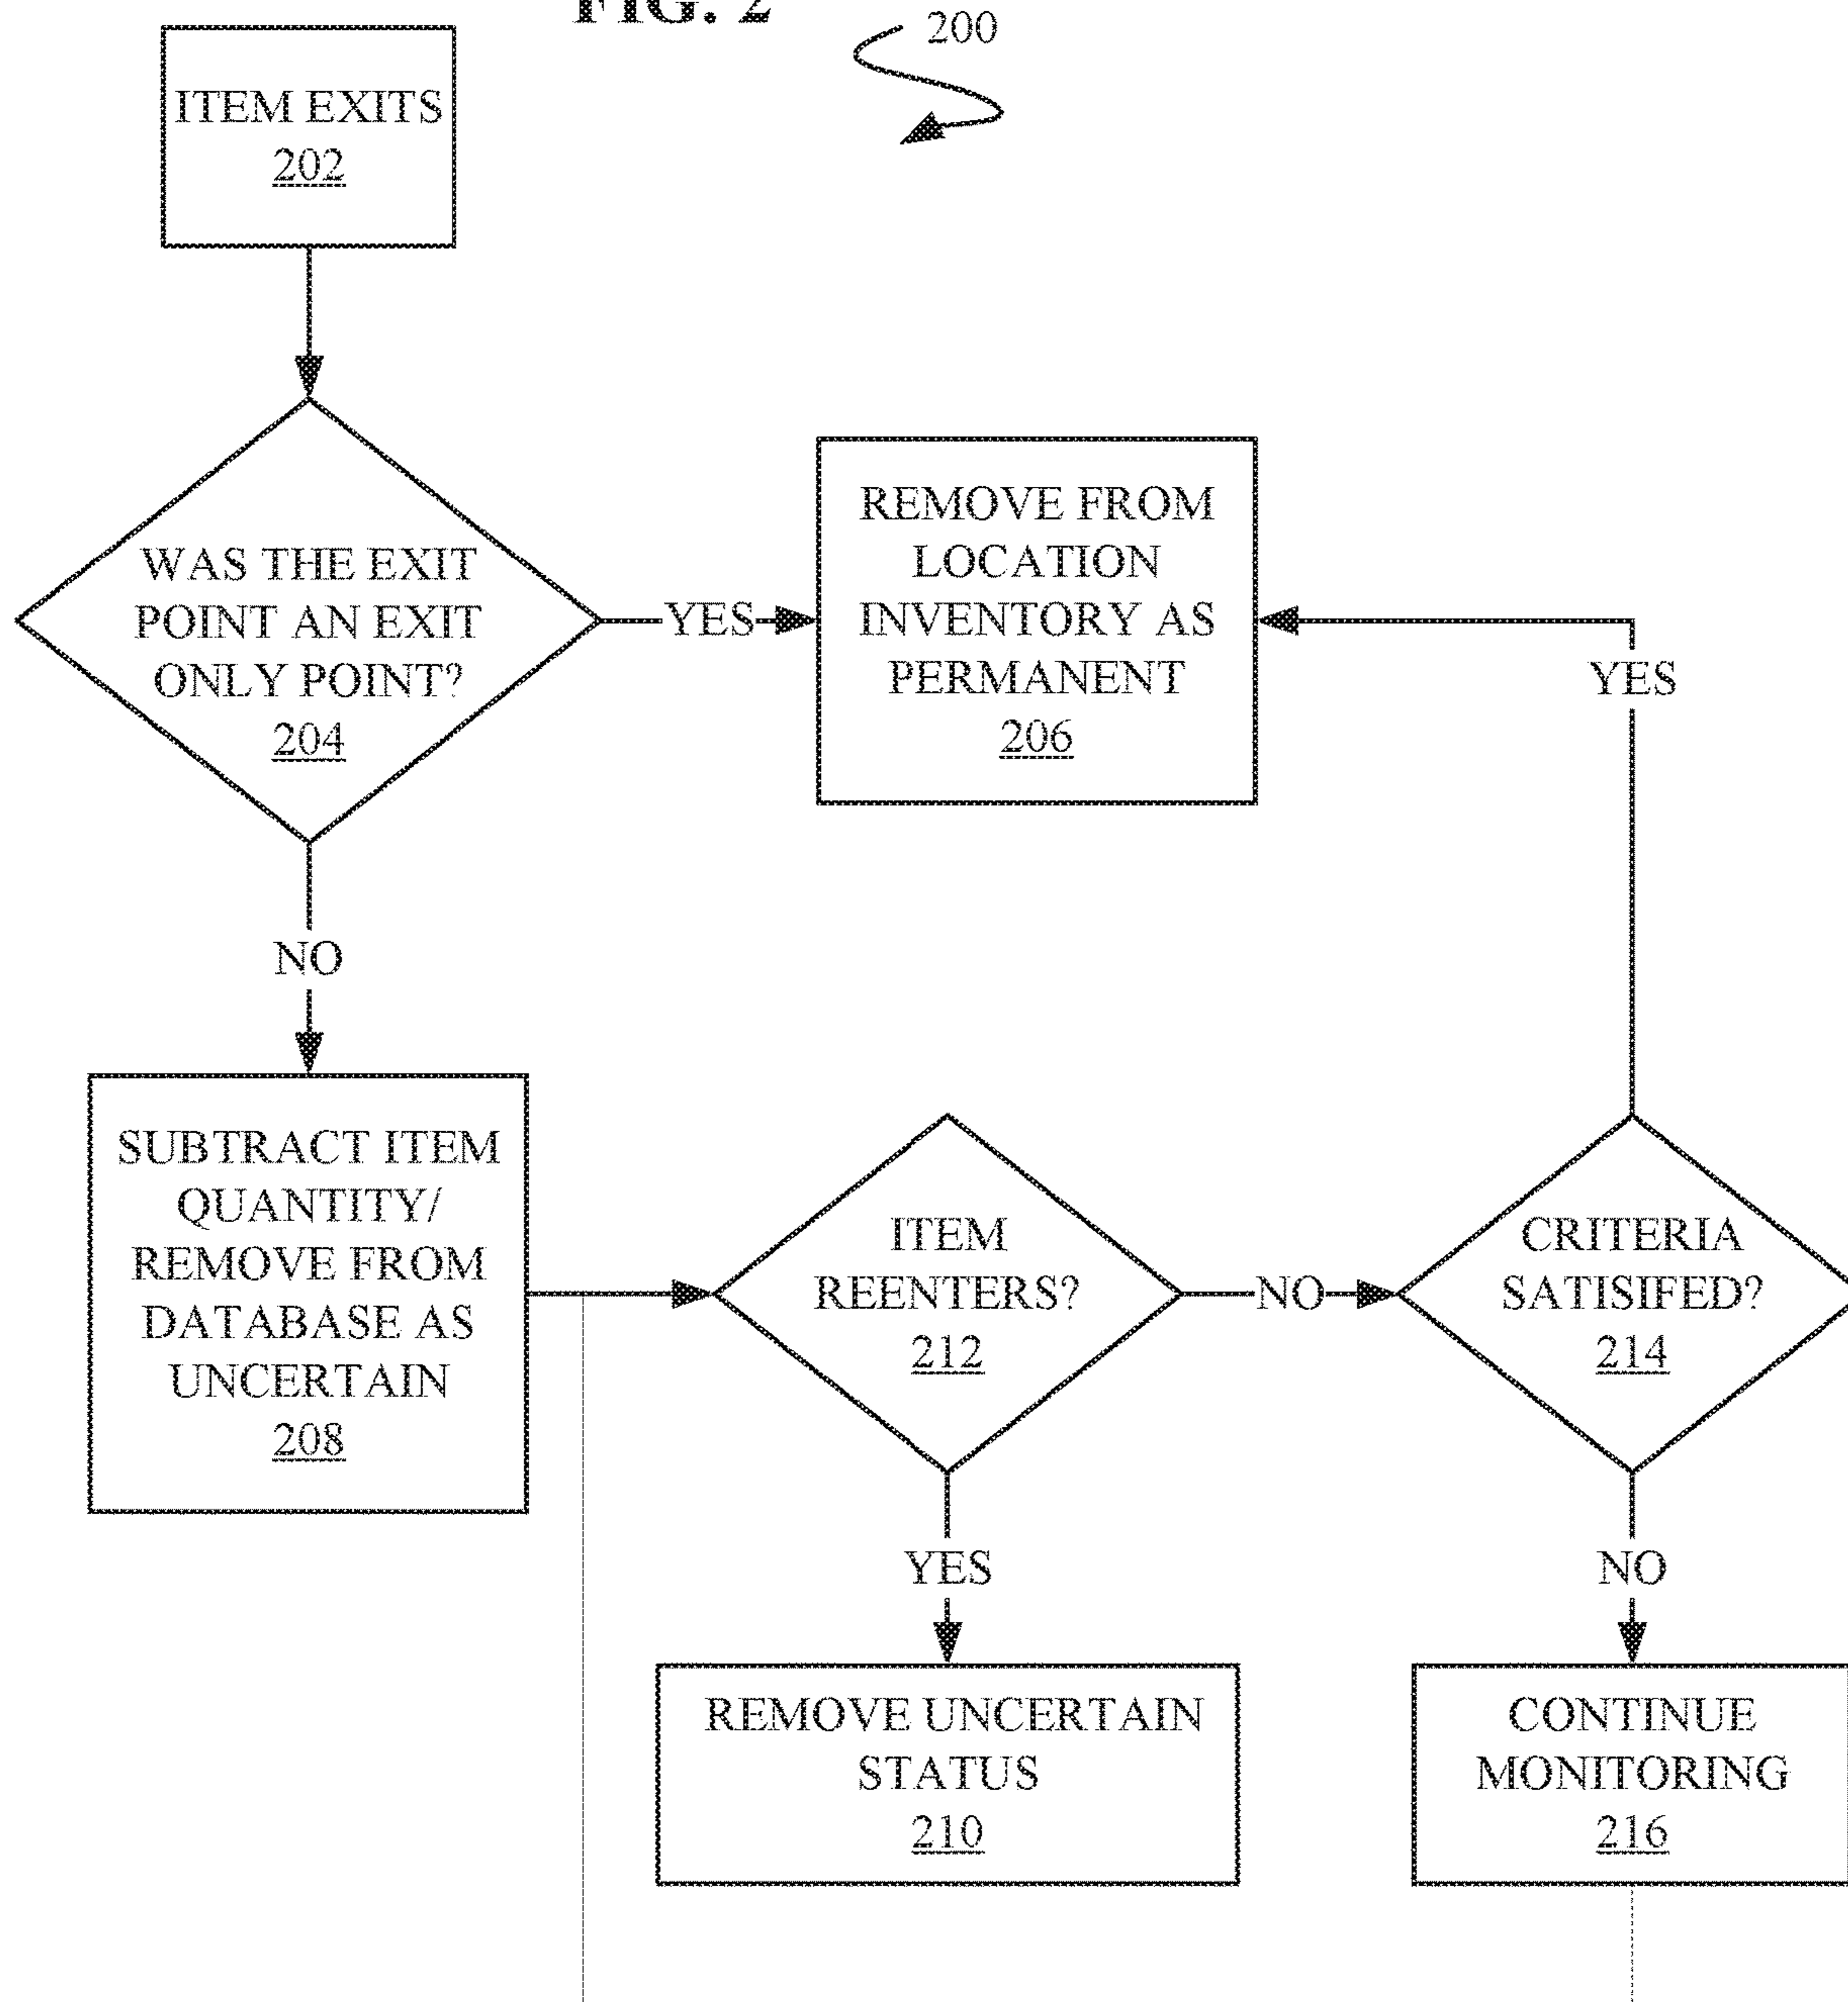 FIG. 2
200
ITEM EXITS
202
WAS THE EXIT
POINT AN EXIT
ONLY POINT?
204
YES
REMOVE FROM
LOCATION
INVENTORY AS
PERMANENT
206
YES
NO
SUBTRACT ITEM
QUANTITY/
REMOVE FROM
DATABASE AS
UNCERTAIN
208
ITEM
REENTERS?
212
NO
CRITERIA
SATISIFED?
214
YES
NO
REMOVE UNCERTAIN
STATUS
210
CONTINUE
MONITORING
216